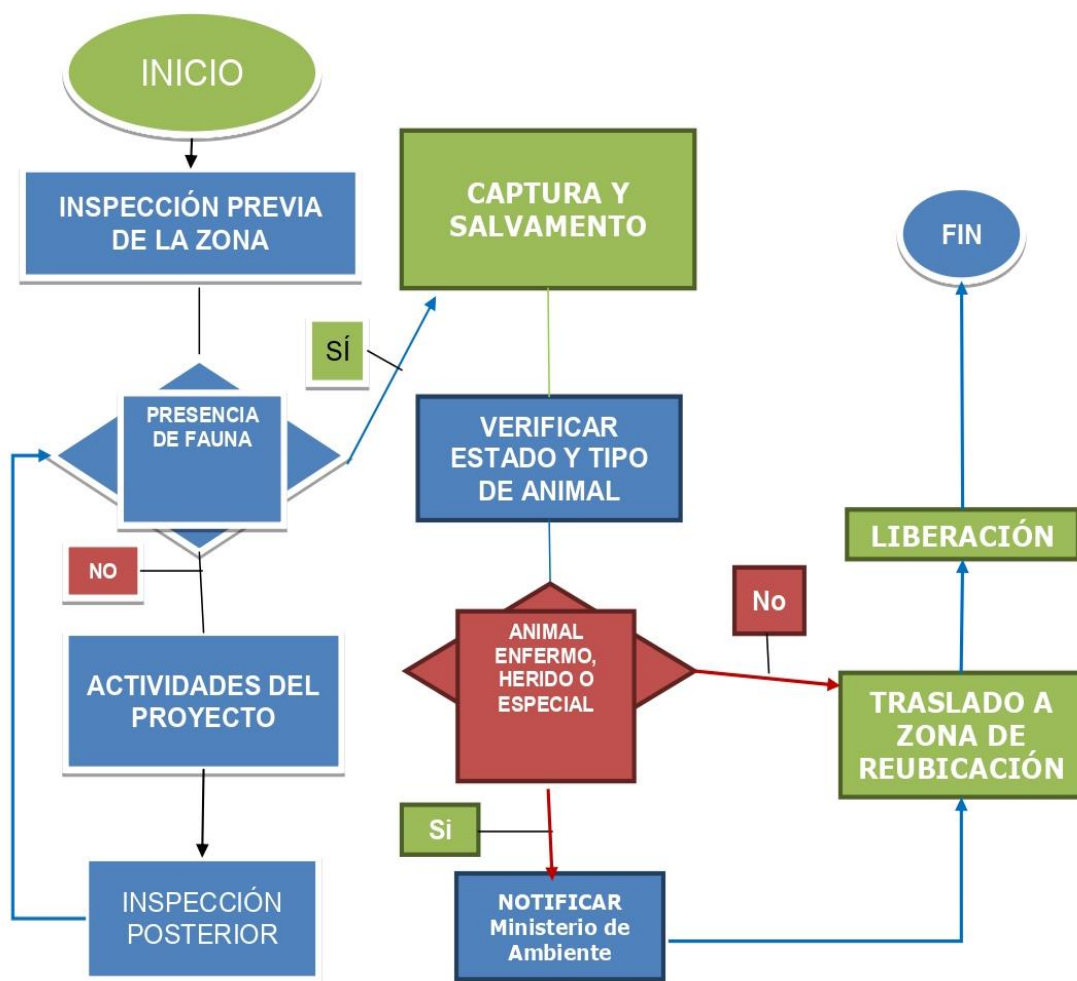 INICIO
INSPECCIÓN PREVIA
DE LA ZONA
PRESENCIA
DE FAUNA
SÍ
NO
ACTIVIDADES DEL
PROYECTO
INSPECCIÓN
POSTERIOR
CAPTURA Y
SALVAMENTO
VERIFICAR
ESTADO Y TIPO
DE ANIMAL
ANIMAL
ENFERMO,
HERIDO O
ESPECIAL
No
Si
NOTIFICAR
Ministerio de
Ambiente
TRASLADO A
ZONA DE
REUBICACIÓN
LIBERACIÓN
FIN